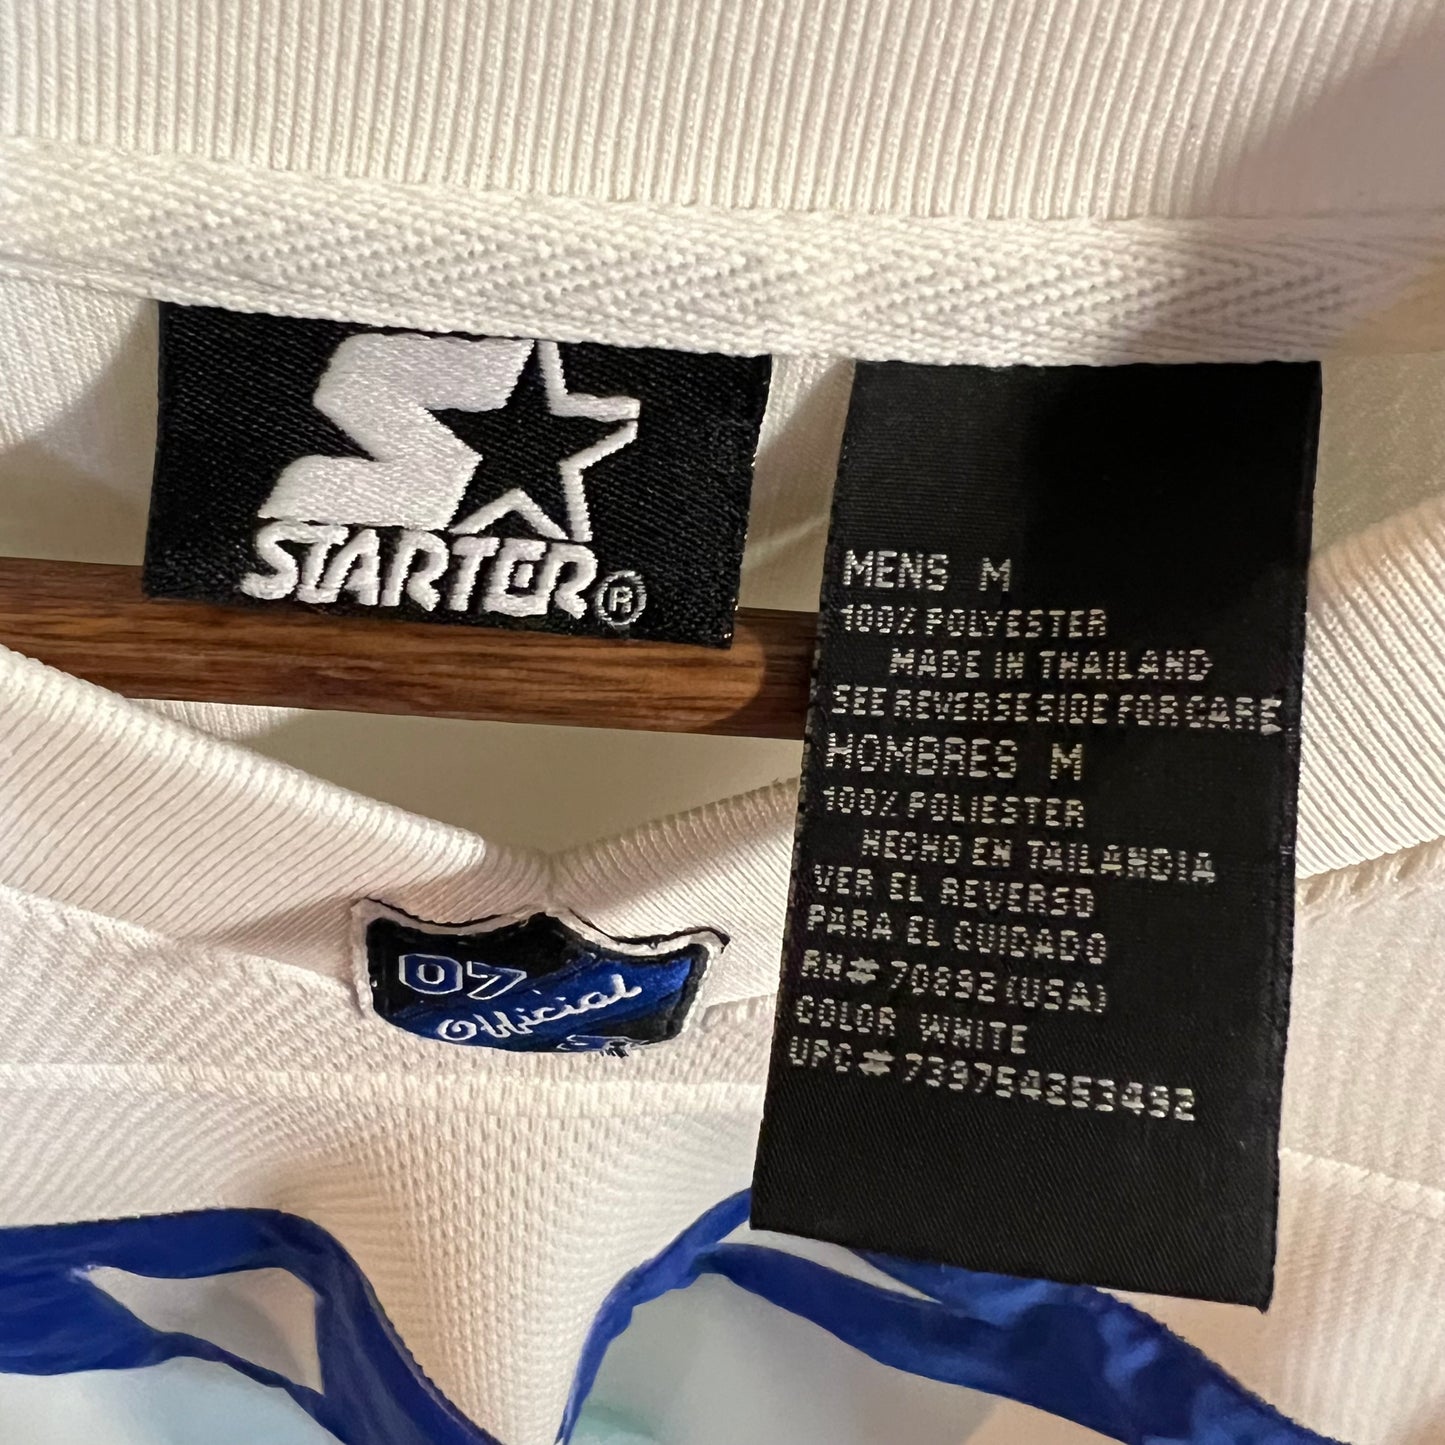 STARTER®
MENS M
100% POLYESTER
MADE IN THAILAND
SEE REVERSE SIDE FOR CARE
HOMBRES M
100% POLIESTER
HECHO EN TAILANDIA
VER EL REVERSO
PARA EL CUIDADO
RN# 70892 (USA)
COLOR WHITE
UPC#
07
Official